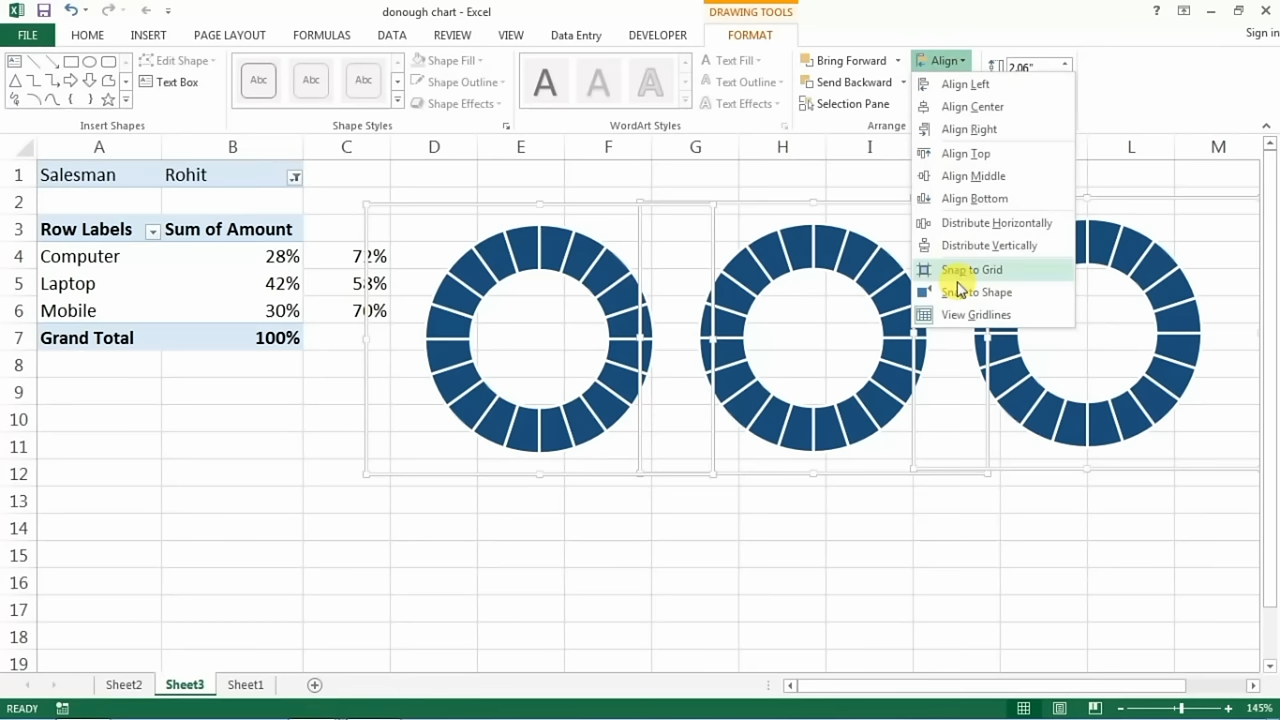 donough chart - Excel
DRAWING TOOLS
?
FILE
HOME
INSERT
PAGE LAYOUT
FORMULAS
DATA
REVIEW
VIEW
Data Entry
DEVELOPER
FORMAT
Sign in
Edit Shape
Text Box
Insert Shapes
Abc
Abc
Abc
Shape Fill
Shape Outline
Shape Effects
Shape Styles
A
A
A
Text Fill
Text Outline
Text Effects
WordArt Styles
Bring Forward
Send Backward
Selection Pane
Arrange
Align
2.06"
Align Left
Align Center
Align Right
Align Top
Align Middle
Align Bottom
Distribute Horizontally
Distribute Vertically
Snap to Grid
Snap to Shape
View Gridlines
A B C D E F G H I L M
1 Salesman Rohit
2
3 Row Labels Sum of Amount
4 Computer 28% 72%
5 Laptop 42% 58%
6 Mobile 30% 70%
7 Grand Total 100%
8
9
10
11
12
13
14
15
16
17
18
19
Sheet2 Sheet3 Sheet1
READY
145%